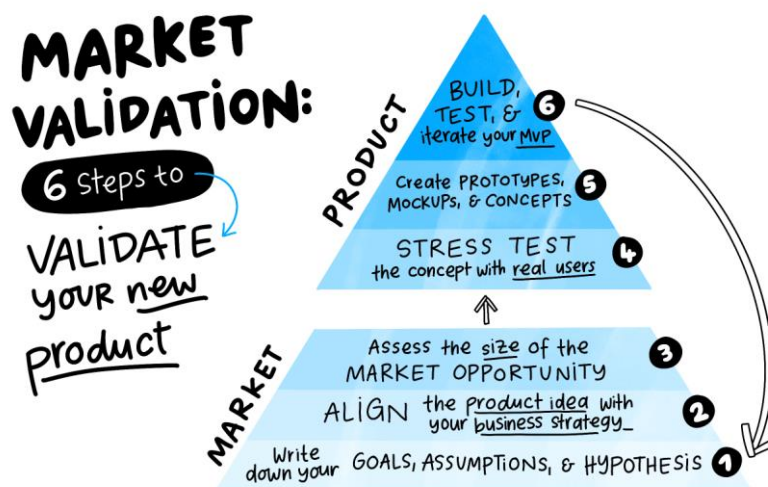 MARKET
VALIDATION:
6 Steps to
VALIDATE
your new
product
PRODUCT
BUILD,
TEST, &
iterate your MVP
6
Create PROTOTYPES,
MOCKUPS, & CONCEPTS
5
STRESS TEST
the concept with real users
4
MARKET
Assess the size of the
MARKET OPPORTUNITY
3
ALIGN the product idea with
your business strategy_
2
Write
down your GOALS, ASSUMPTIONS, & HYPOTHESIS
1